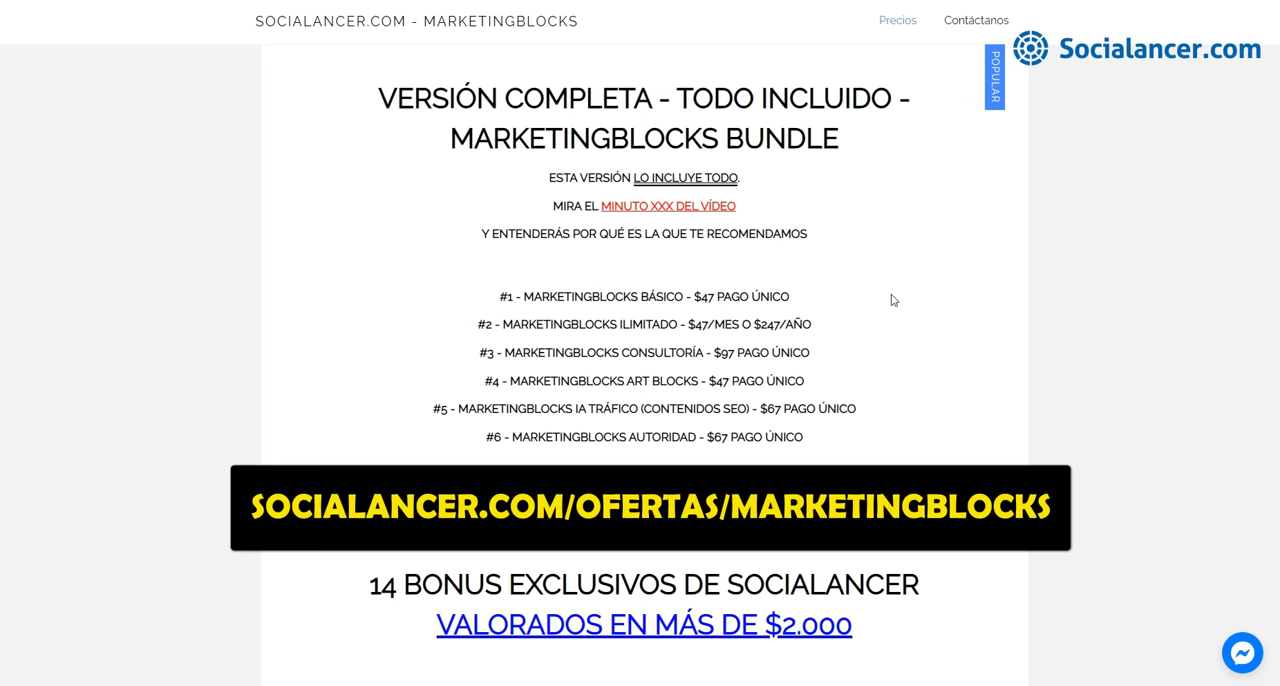 SOCIALANCER.COM - MARKETINGBLOCKS
Precios
Contáctanos
Socialancer.com
POPULAR
VERSIÓN COMPLETA - TODO INCLUIDO -
MARKETINGBLOCKS BUNDLE
ESTA VERSIÓN LO INCLUYE TODO.
MIRA EL MINUTO XXX DEL VÍDEO
Y ENTENDERÁS POR QUÉ ES LA QUE TE RECOMENDAMOS
#1 - MARKETINGBLOCKS BÁSICO - $47 PAGO ÚNICO
#2 - MARKETINGBLOCKS ILIMITADO - $47/MES O $247/AÑO
#3 - MARKETINGBLOCKS CONSULTORÍA - $97 PAGO ÚNICO
#4 - MARKETINGBLOCKS ART BLOCKS - $47 PAGO ÚNICO
#5 - MARKETINGBLOCKS IA TRÁFICO (CONTENIDOS SEO) - $67 PAGO ÚNICO
#6 - MARKETINGBLOCKS AUTORIDAD - $67 PAGO ÚNICO
SOCIALANCER.COM/OFERTAS/MARKETINGBLOCKS
14 BONUS EXCLUSIVOS DE SOCIALANCER
VALORADOS EN MÁS DE $2.000